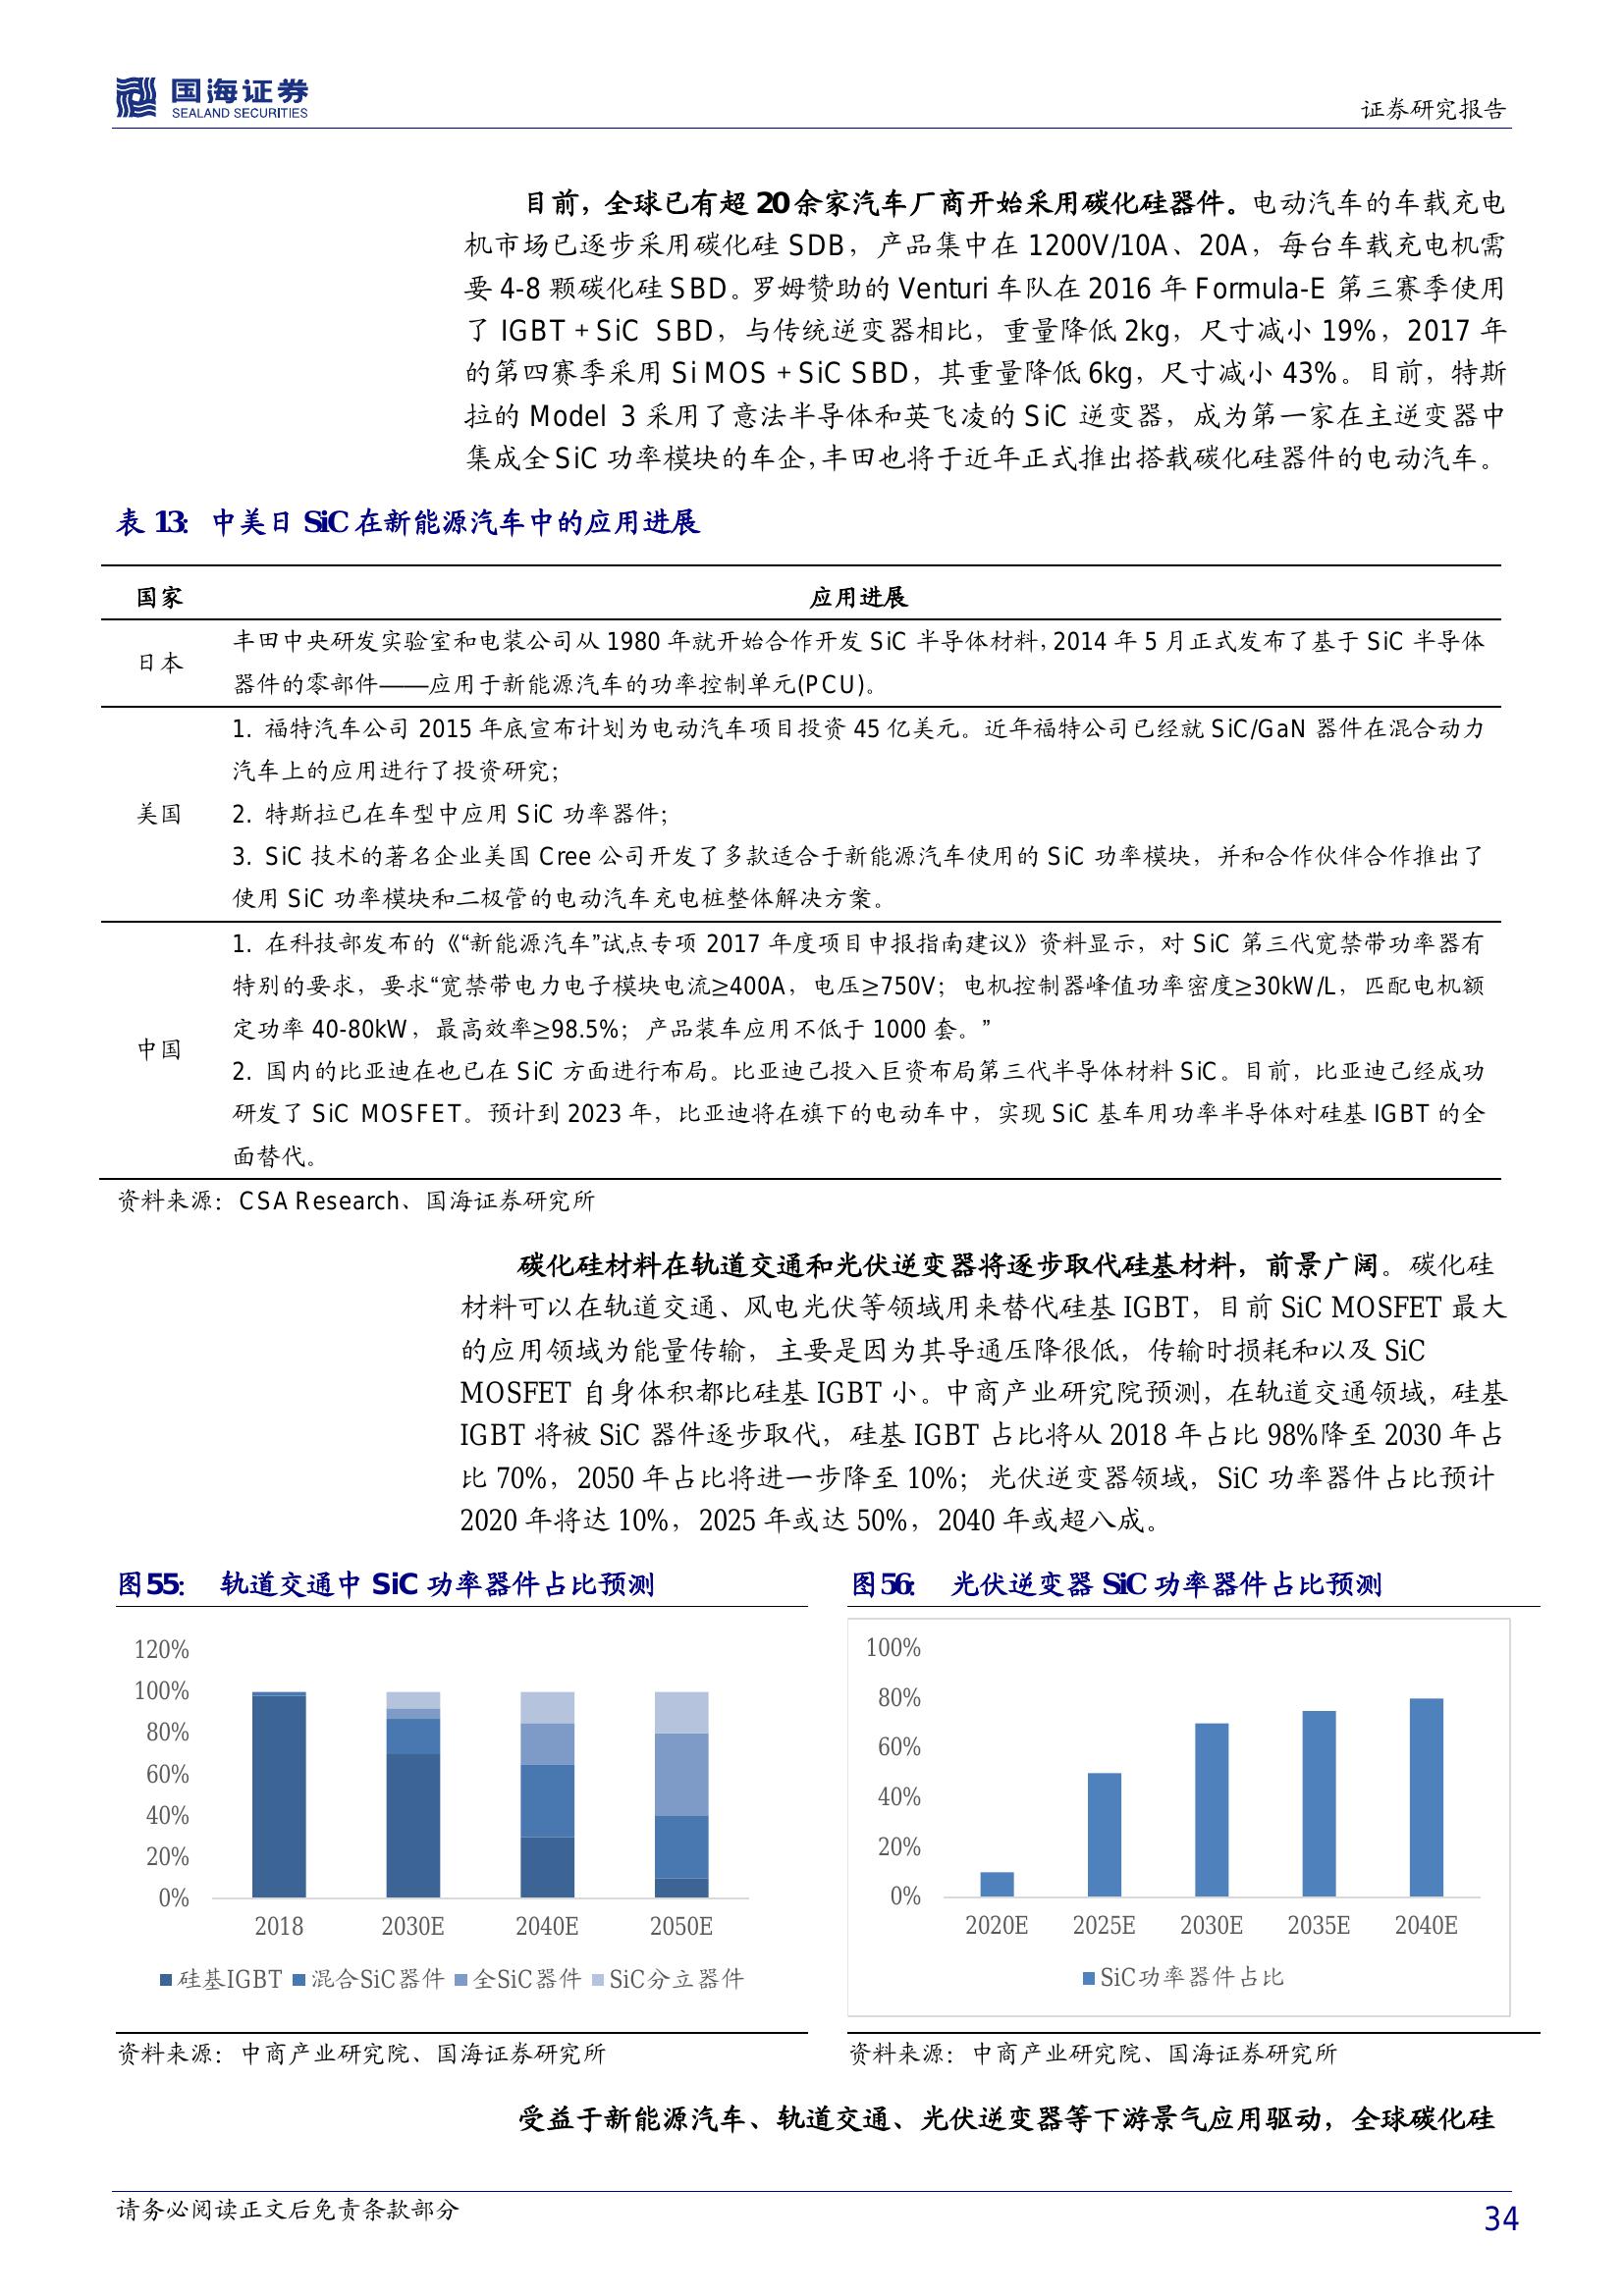 国海证券
SEALAND SECURITIES
证券研究报告
目前，全球已有超 20 余家汽车厂商开始采用碳化硅器件。电动汽车的车载充电
机市场已逐步采用碳化硅 SDB，产品集中在 1200V/10A、20A，每台车载充电机需
要 4-8 颗碳化硅 SBD。罗姆赞助的 Venturi 车队在 2016 年 Formula-E 第三赛季使用
了 IGBT + SiC SBD，与传统逆变器相比，重量降低 2kg，尺寸减小 19%，2017 年
的第四赛季采用 Si MOS + SiC SBD，其重量降低 6kg，尺寸减小 43%。目前，特斯
拉的 Model 3 采用了意法半导体和英飞凌的 SiC 逆变器，成为第一家在主逆变器中
集成全 SiC 功率模块的车企，丰田也将于近年正式推出搭载碳化硅器件的电动汽车。
表 13： 中美日 SiC 在新能源汽车中的应用进展
国家 应用进展
日本
丰田中央研发实验室和电装公司从 1980 年就开始合作开发 SiC 半导体材料，2014 年 5 月正式发布了基于 SiC 半导体
器件的零部件——应用于新能源汽车的功率控制单元(PCU)。
美国
1. 福特汽车公司 2015 年底宣布计划为电动汽车项目投资 45 亿美元。近年福特公司已经就 SiC/GaN 器件在混合动力
汽车上的应用进行了投资研究；
2. 特斯拉已在车型中应用 SiC 功率器件；
3. SiC 技术的著名企业美国 Cree 公司开发了多款适合于新能源汽车使用的 SiC 功率模块，并和合作伙伴合作推出了
使用 SiC 功率模块和二极管的电动汽车充电桩整体解决方案。
中国
1. 在科技部发布的《“新能源汽车”试点专项 2017 年度项目申报指南建议》资料显示，对 SiC 第三代宽禁带功率器有
特别的要求，要求“宽禁带电力电子模块电流≥400A，电压≥750V；电机控制器峰值功率密度≥30kW/L，匹配电机额
定功率 40-80kW，最高效率≥98.5%；产品装车应用不低于 1000 套。”
2. 国内的比亚迪在也已在 SiC 方面进行布局。比亚迪已投入巨资布局第三代半导体材料 SiC。目前，比亚迪已经成功
研发了 SiC MOSFET。预计到 2023 年，比亚迪将在旗下的电动车中，实现 SiC 基车用功率半导体对硅基 IGBT 的全
面替代。
资料来源：CSA Research、国海证券研究所
碳化硅材料在轨道交通和光伏逆变器将逐步取代硅基材料，前景广阔。碳化硅
材料可以在轨道交通、风电光伏等领域用来替代硅基 IGBT，目前 SiC MOSFET 最大
的应用领域为能量传输，主要是因为其导通压降很低，传输时损耗和以及 SiC
MOSFET 自身体积都比硅基 IGBT 小。中商产业研究院预测，在轨道交通领域，硅基
IGBT 将被 SiC 器件逐步取代，硅基 IGBT 占比将从 2018 年占比 98%降至 2030 年占
比 70%，2050 年占比将进一步降至 10%；光伏逆变器领域，SiC 功率器件占比预计
2020 年将达 10%，2025 年或达 50%，2040 年或超八成。
图 55： 轨道交通中 SiC 功率器件占比预测
120%
100%
80%
60%
40%
20%
0%
2018 2030E 2040E 2050E
硅基IGBT 混合SiC器件 全SiC器件 SiC分立器件
资料来源：中商产业研究院、国海证券研究所
图 56： 光伏逆变器 SiC 功率器件占比预测
100%
80%
60%
40%
20%
0%
2020E 2025E 2030E 2035E 2040E
SiC功率器件占比
资料来源：中商产业研究院、国海证券研究所
受益于新能源汽车、轨道交通、光伏逆变器等下游景气应用驱动，全球碳化硅
请务必阅读正文后免责条款部分
34